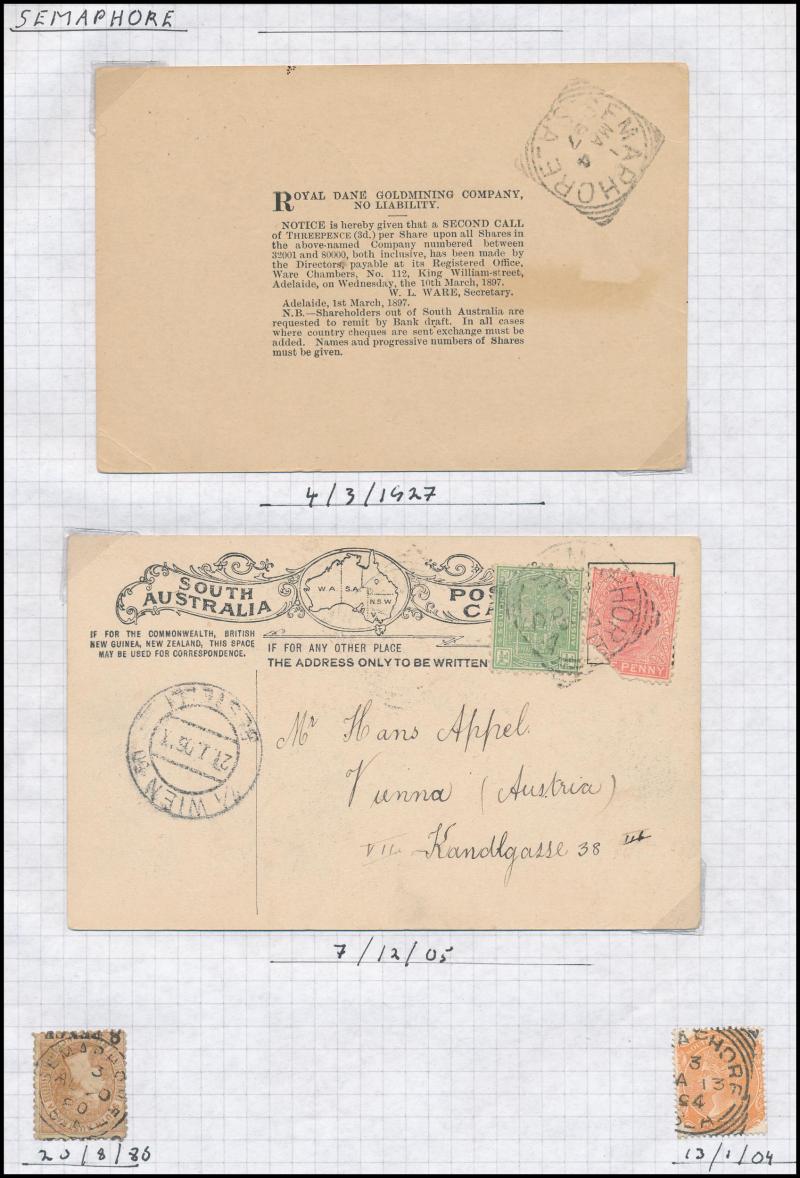 SEMAPHORE
SEMAPHORE
MA 4
97
S.A
ROYAL DANE GOLDMINING COMPANY,
NO LIABILITY.
NOTICE is hereby given that a SECOND CALL
of THREEPENCE (3d.) per Share upon all Shares in
the above-named Company numbered between
32001 and 80000, both inclusive, has been made by
the Directors, payable at its Registered Office,
Ware Chambers, No. 112, King William-street,
Adelaide, on Wednesday, the 10th March, 1897.
W. L. WARE, Secretary.
Adelaide, 1st March, 1897.
N.B.—Shareholders out of South Australia are
requested to remit by Bank draft. In all cases
where country cheques are sent exchange must be
added. Names and progressive numbers of Shares
must be given.
4/3/1927
SOUTH
AUSTRALIA
W A
S A
Q
N S W
V
POS
CA
IF FOR THE COMMONWEALTH, BRITISH
NEW GUINEA, NEW ZEALAND, THIS SPACE
MAY BE USED FOR CORRESPONDENCE.
IF FOR ANY OTHER PLACE
THE ADDRESS ONLY TO BE WRITTEN
PENNY
WIEN
Mr Hans Appel.
Vienna (Austria)
VII Kandlgasse 38
7/12/05
SEMAPHORE
3
80
APHORE
3
A 13
S.A
20/8/86
13/1/04